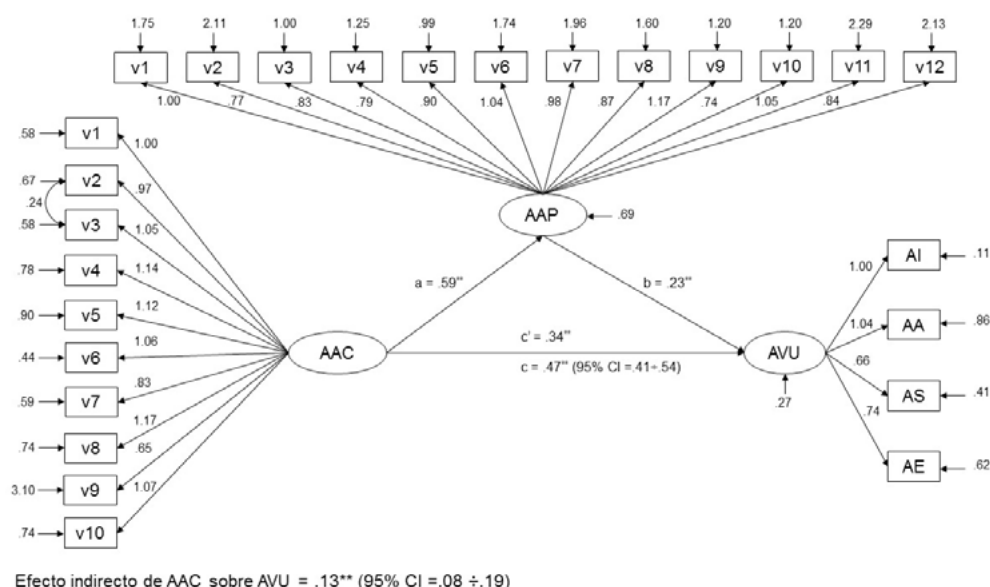 1.75 2.11 1.00 1.25 .99 1.74 1.96 1.60 1.20 1.20 2.29 2.13
v1 v2 v3 v4 v5 v6 v7 v8 v9 v10 v11 v12
1.00 .77 .83 .79 .90 1.04 .98 .87 1.17 .74 1.05 .84
.58 v1 1.00
.67 v2 .97
.24
.58 v3 1.05
AAP .69
.78 v4 1.14
a = .59***
b = .23***
1.00 AI .11
.90 v5 1.12
1.04 AA .86
.44 v6 1.06
AAC
c' = .34***
c = .47*** (95% CI =.41÷.54)
AVU
.27
.66 AS .41
.59 v7 .83
.74 AE .62
.74 v8 1.17
3.10 v9 .65
.74 v10 1.07
Efecto indirecto de AAC sobre AVU = .13** (95% CI =.08 ÷.19)